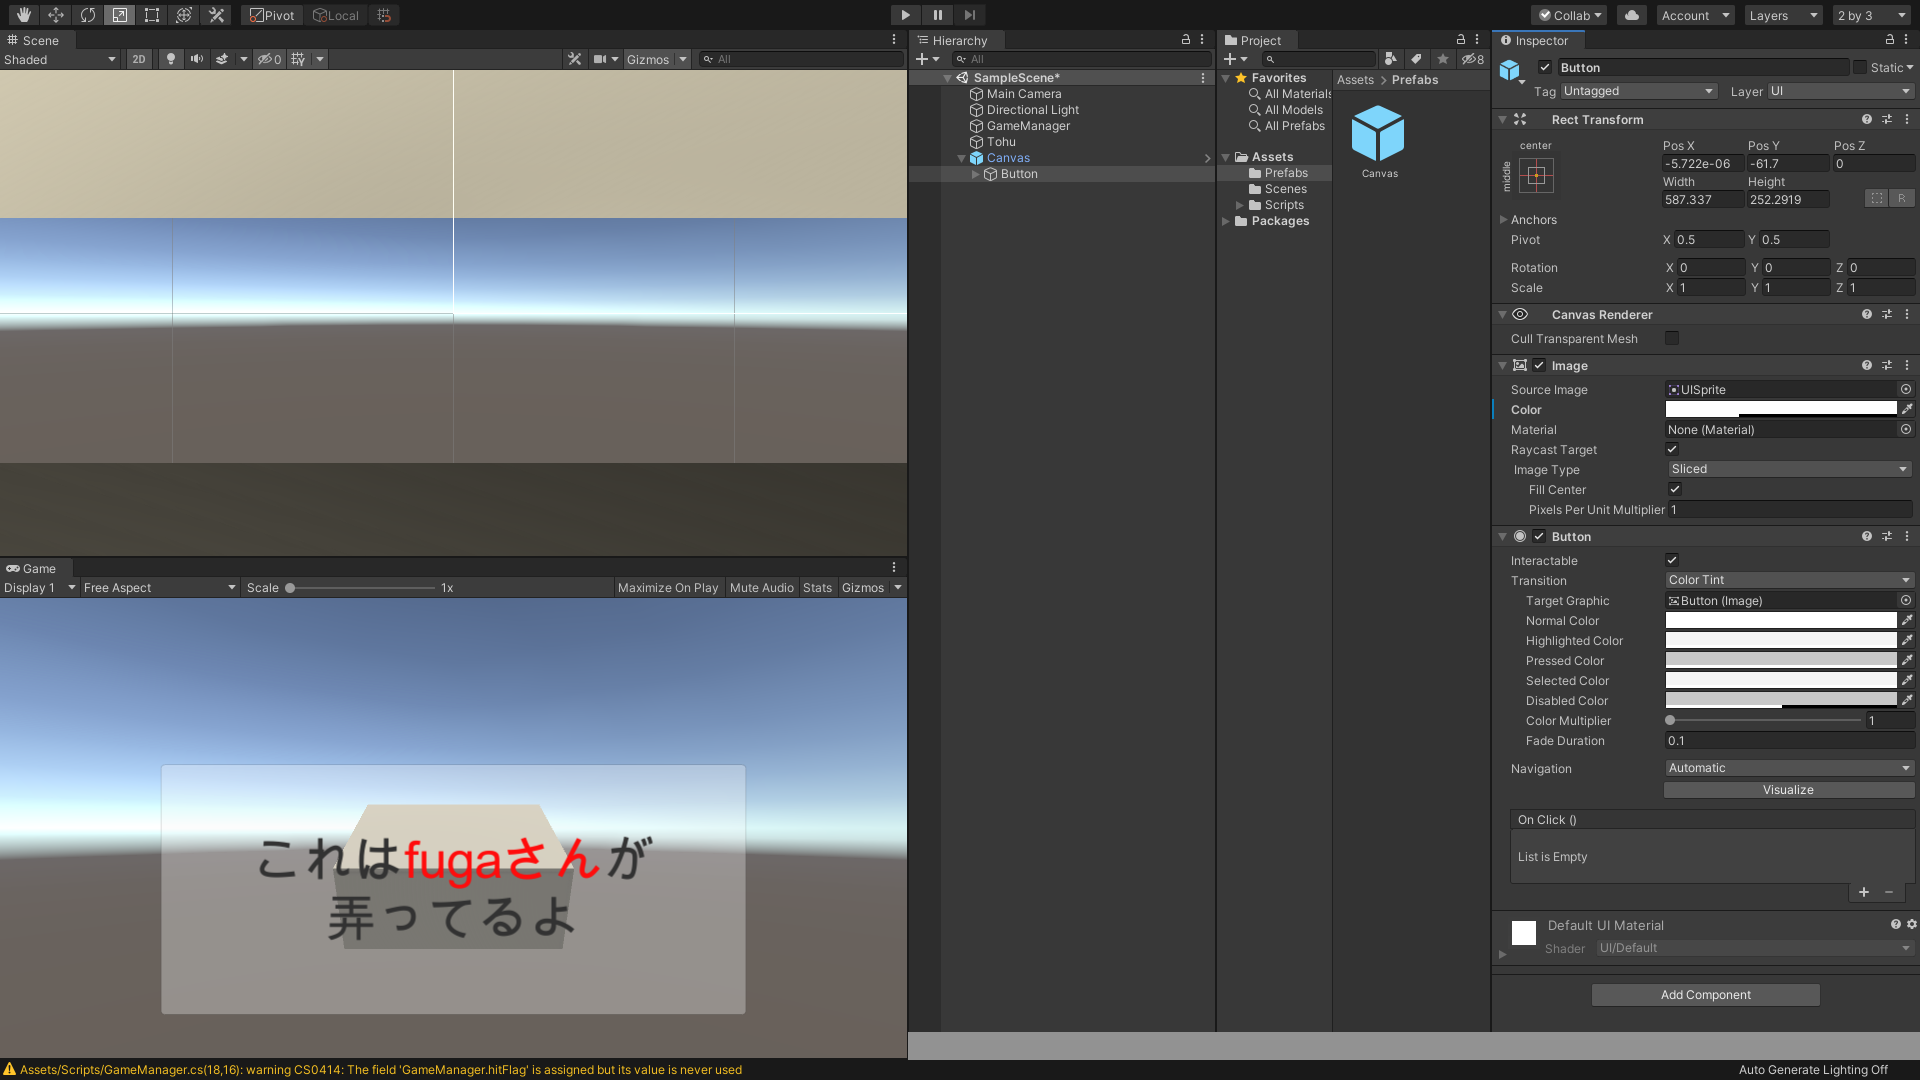 Pivot
Local
Collab
Account
Layers
2 by 3
Scene
Shaded
2D
0
Gizmos
All
Game
Display 1
Free Aspect
Scale
1x
Maximize On Play
Mute Audio
Stats
Gizmos
これはfugaさんが
弄ってるよ
Hierarchy
All
SampleScene*
Main Camera
Directional Light
GameManager
Tohu
Canvas
Button
Project
8
Favorites
All Materials
All Models
All Prefabs
Assets
Prefabs
Scenes
Scripts
Packages
Assets > Prefabs
Canvas
Inspector
Button
Static
Tag Untagged
Layer UI
Rect Transform
center
middle
Pos X Pos Y Pos Z
-5.722e-06 -61.7 0
Width Height
587.337 252.2919
R
Anchors
Pivot X 0.5 Y 0.5
Rotation X 0 Y 0 Z 0
Scale X 1 Y 1 Z 1
Canvas Renderer
Cull Transparent Mesh
Image
Source Image UISprite
Color
Material None (Material)
Raycast Target
Image Type Sliced
Fill Center
Pixels Per Unit Multiplier 1
Button
Interactable
Transition Color Tint
Target Graphic Button (Image)
Normal Color
Highlighted Color
Pressed Color
Selected Color
Disabled Color
Color Multiplier 1
Fade Duration 0.1
Navigation Automatic
Visualize
On Click ()
List is Empty
Default UI Material
Shader UI/Default
Add Component
Assets/Scripts/GameManager.cs(18,16): warning CS0414: The field 'GameManager.hitFlag' is assigned but its value is never used
Auto Generate Lighting Off